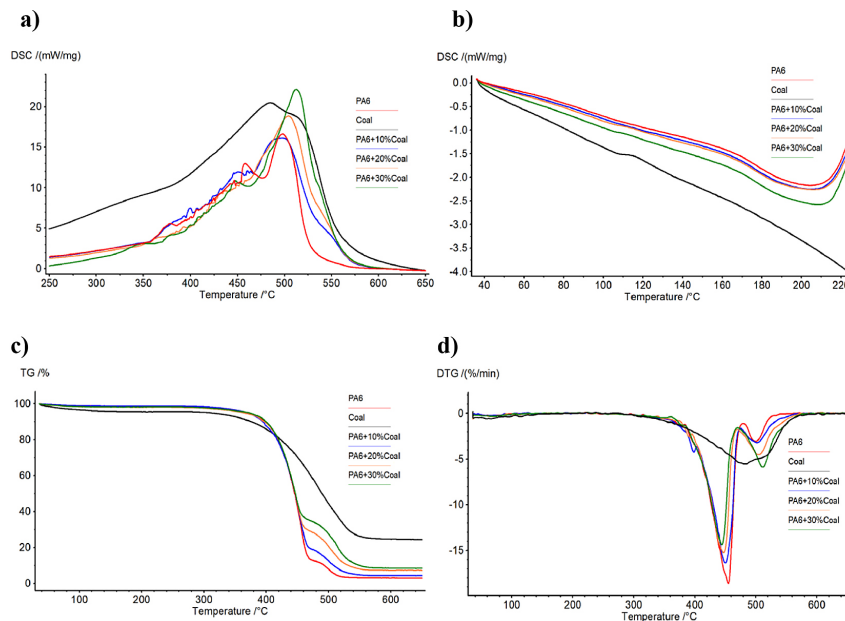 a)
DSC /(mW/mg)
20
15
10
5
0
PA6
Coal
PA6+10%Coal
PA6+20%Coal
PA6+30%Coal
250 300 350 400 450 500 550 600 650
Temperature /°C
b)
DSC /(mW/mg)
0.0
-0.5
-1.0
-1.5
-2.0
-2.5
-3.0
-3.5
-4.0
PA6
Coal
PA6+10%Coal
PA6+20%Coal
PA6+30%Coal
40 60 80 100 120 140 160 180 200 220
Temperature /°C
c)
TG /%
100
80
60
40
20
0
PA6
Coal
PA6+10%Coal
PA6+20%Coal
PA6+30%Coal
100 200 300 400 500 600
Temperature /°C
d)
DTG /(%/min)
0
-5
-10
-15
PA6
Coal
PA6+10%Coal
PA6+20%Coal
PA6+30%Coal
100 200 300 400 500 600
Temperature /°C